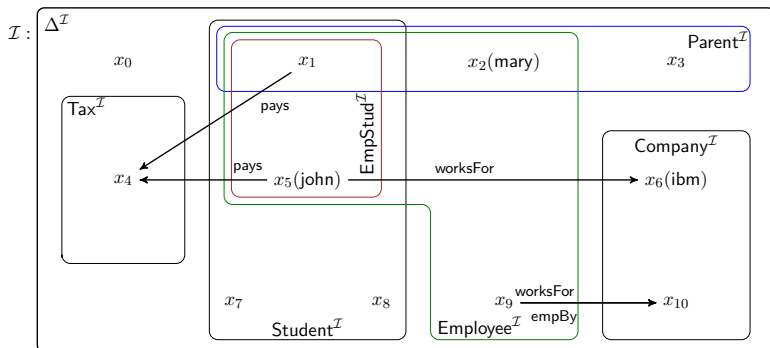 𝓘 : Δ^𝓘
Parent^𝓘
x₀ x₁ x₂(mary) x₃
Tax^𝓘
pays
EmpStud^𝓘
Company^𝓘
pays
worksFor
x₄ x₅(john) x₆(ibm)
worksFor
x₇ x₈ x₉ x₁₀
empBy
Student^𝓘 Employee^𝓘